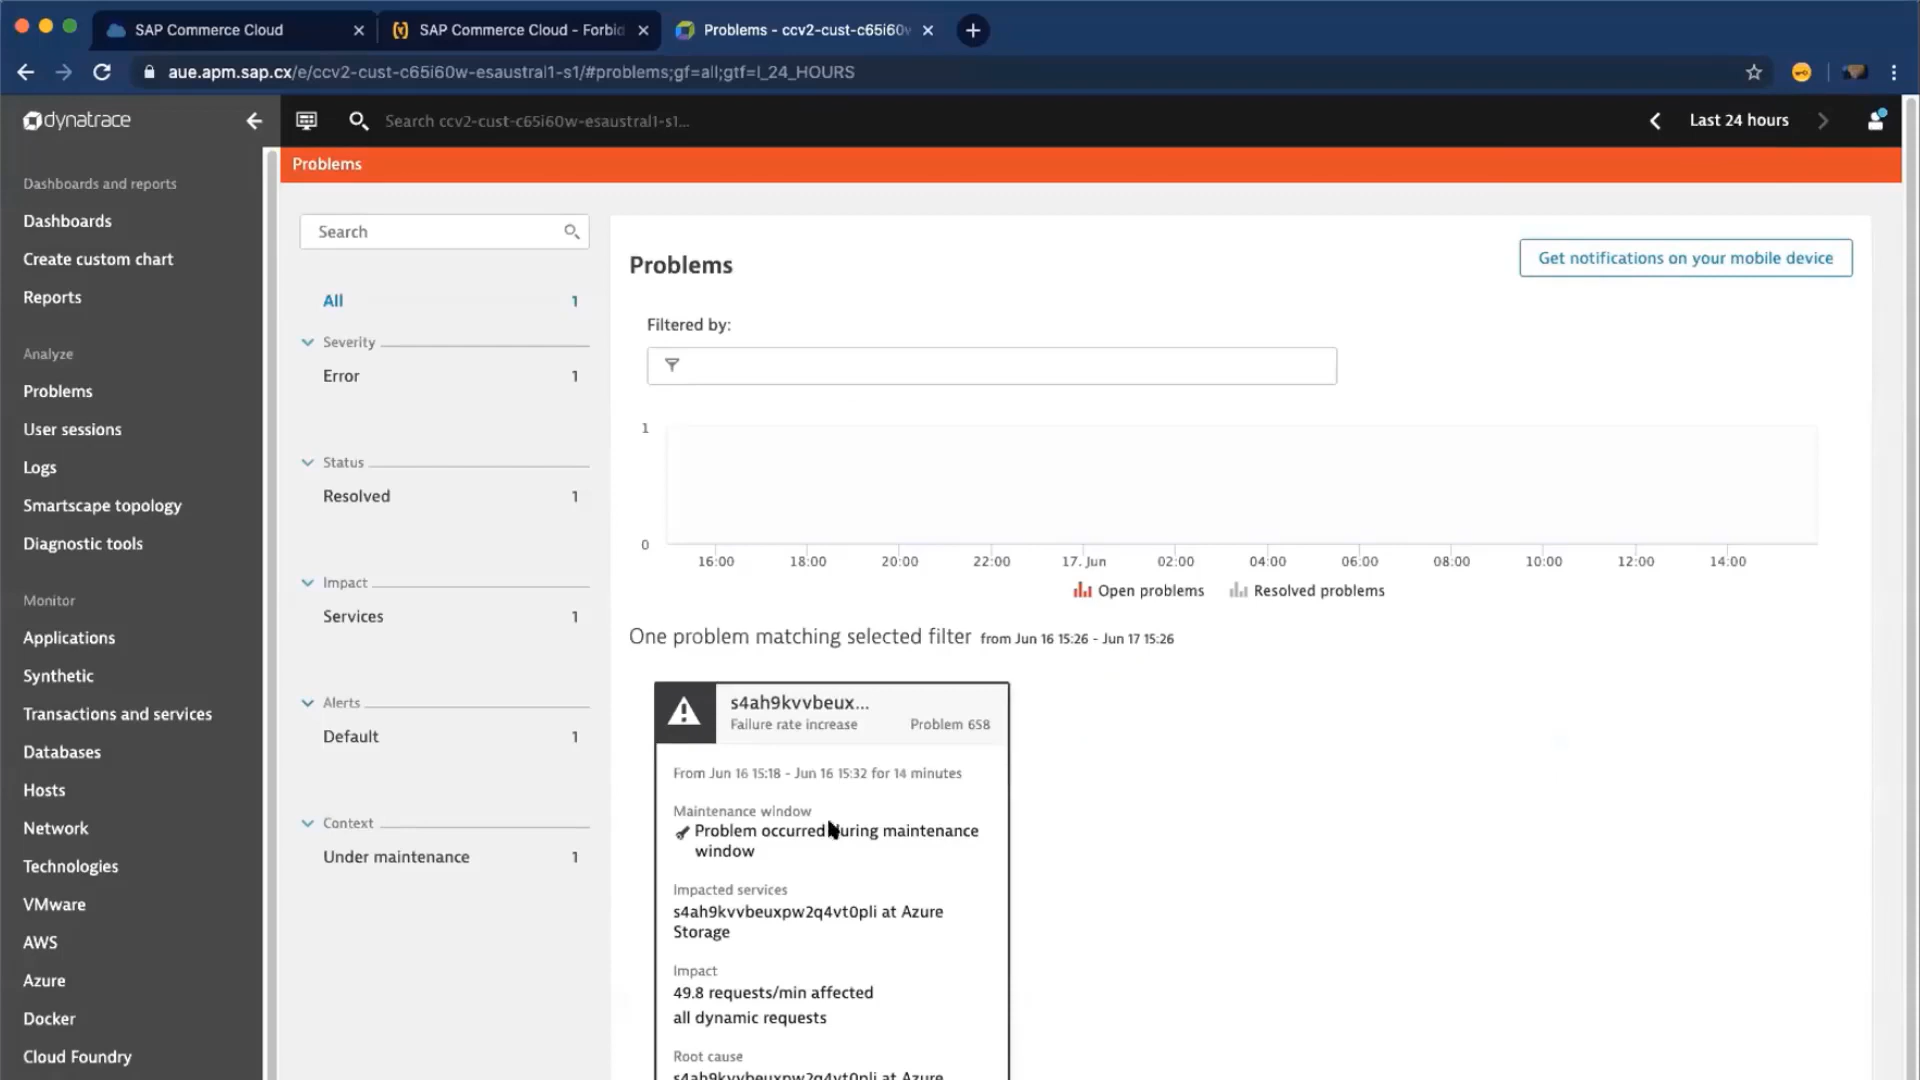 SAP Commerce Cloud
SAP Commerce Cloud - Forbid
Problems - ccv2-cust-c65i60w
aue.apm.sap.cx/e/ccv2-cust-c65i60w-esaustral1-s1/#problems;gf=all;gtf=l_24_HOURS
dynatrace
Search ccv2-cust-c65i60w-esaustral1-s1...
Last 24 hours
Problems
Dashboards and reports
Dashboards
Create custom chart
Reports
Analyze
Problems
User sessions
Logs
Smartscape topology
Diagnostic tools
Monitor
Applications
Synthetic
Transactions and services
Databases
Hosts
Network
Technologies
VMware
AWS
Azure
Docker
Cloud Foundry
Search
All 1
Severity
Error 1
Status
Resolved 1
Impact
Services 1
Alerts
Default 1
Context
Under maintenance 1
Problems
Get notifications on your mobile device
Filtered by:
1
0
16:00 18:00 20:00 22:00 17. Jun 02:00 04:00 06:00 08:00 10:00 12:00 14:00
Open problems Resolved problems
One problem matching selected filter from Jun 16 15:26 - Jun 17 15:26
s4ah9kvvbeux...
Failure rate increase Problem 658
From Jun 16 15:18 - Jun 16 15:32 for 14 minutes
Maintenance window
Problem occurred during maintenance
window
Impacted services
s4ah9kvvbeuxpw2q4vt0pli at Azure
Storage
Impact
49.8 requests/min affected
all dynamic requests
Root cause
s4ah9kvvbeuxpw2q4vt0pli at Azure